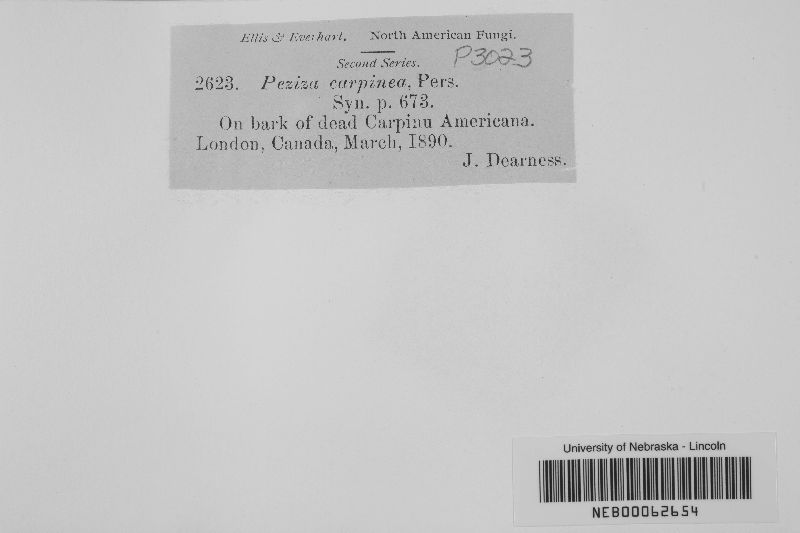 Ellis & Everhart. North American Fungi.
P3023
Second Series.
2623. Peziza carpinea, Pers.
Syn. p. 673.
On bark of dead Carpinu Americana.
London, Canada, March, 1890.
J. Dearness.
University of Nebraska - Lincoln
NEB00062654